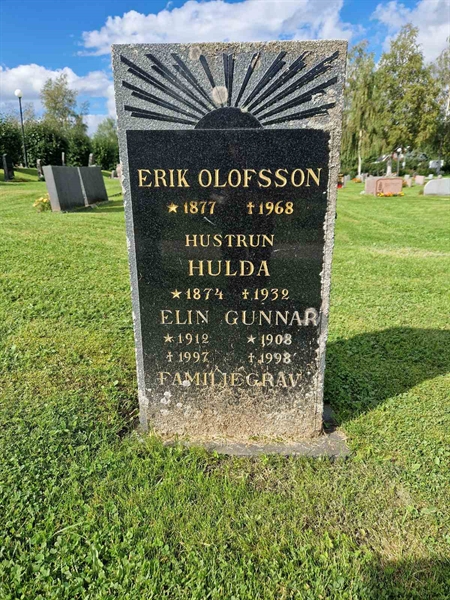 ERIK OLOFSSON
★ 1877 † 1968
HUSTRUN
HULDA
★ 1874 † 1932
ELIN GUNNAR
★ 1912 ★ 1908
† 1997 † 1998
FAMILJEGRAV